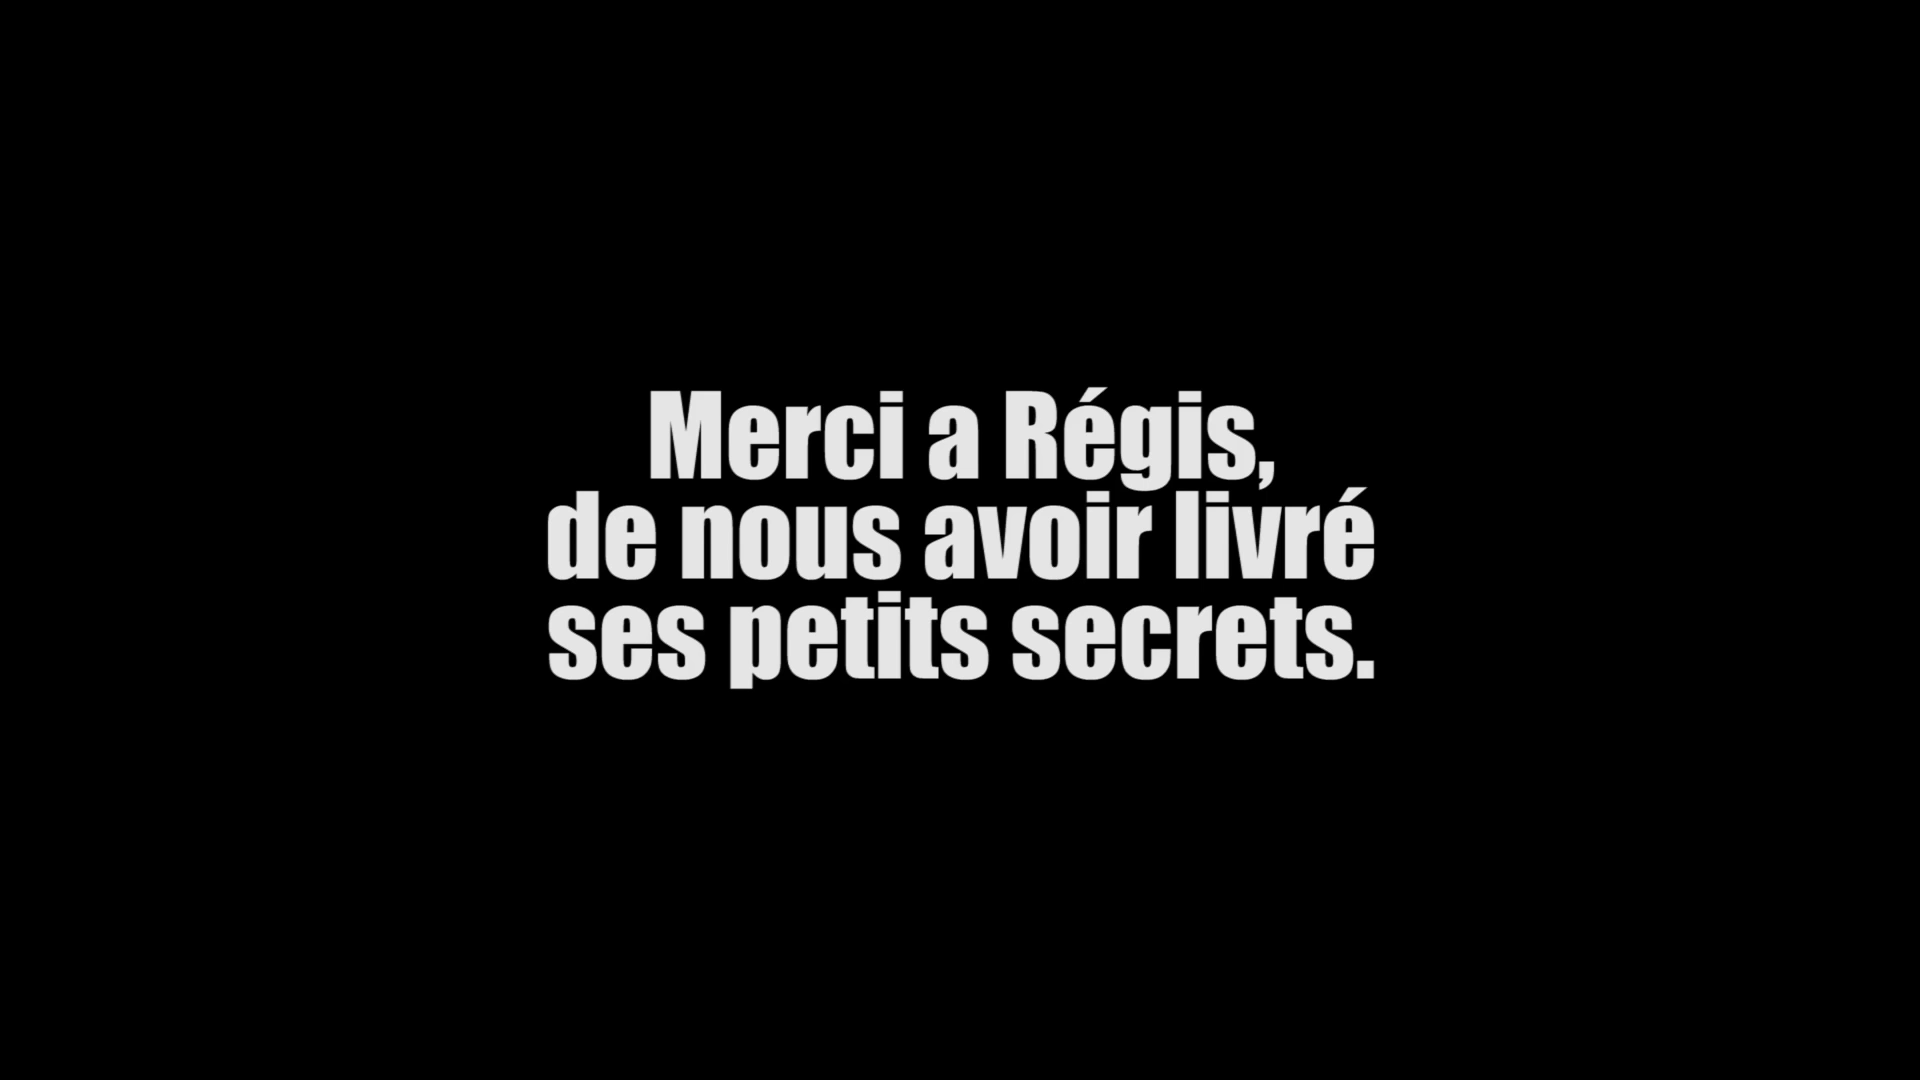 Merci a Régis,
de nous avoir livré
ses petits secrets.